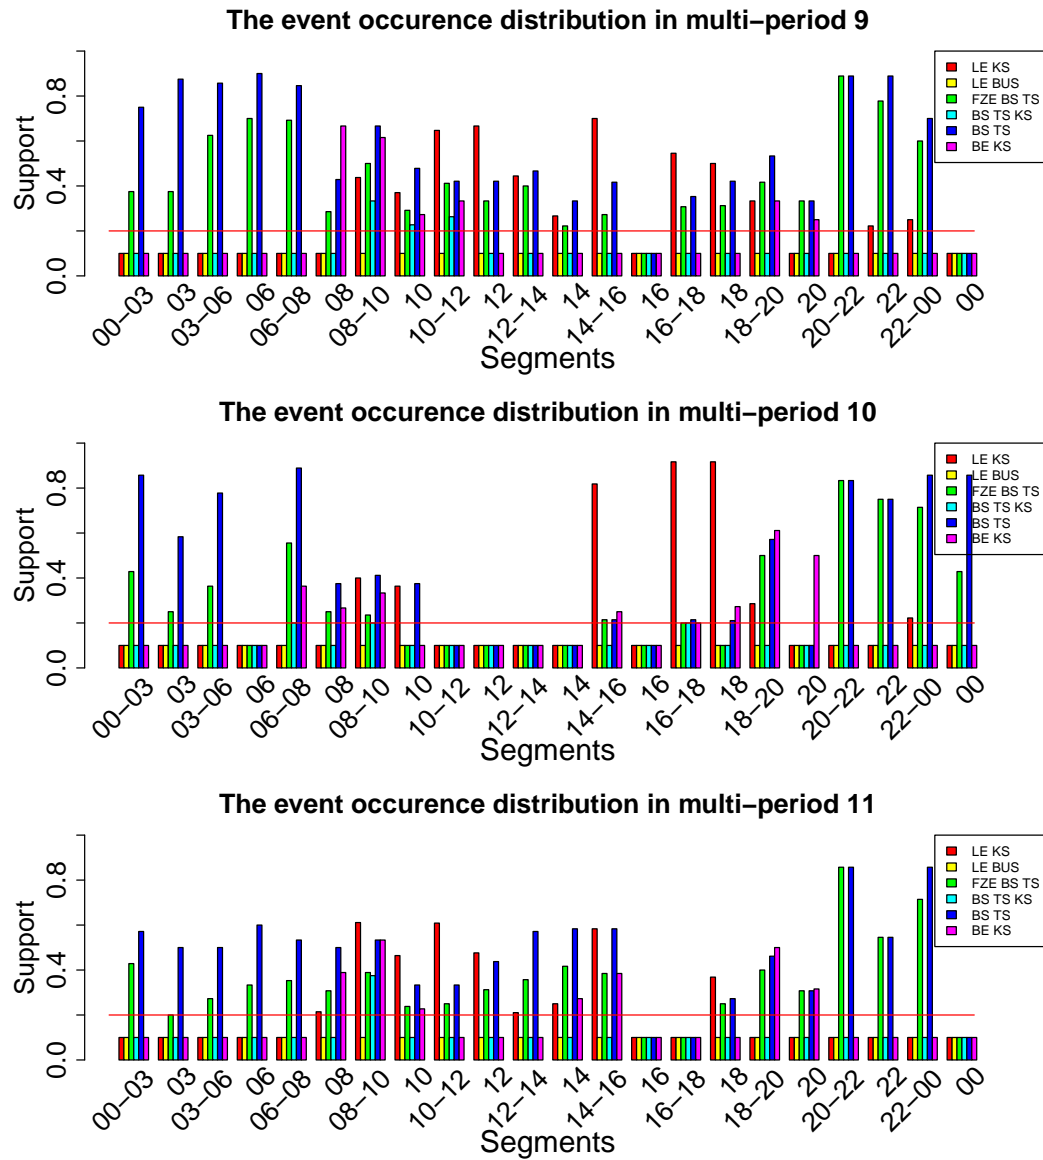 The event occurence distribution in multi−period 9
Support
0.0 0.4 0.8
LE KS
LE BUS
FZE BS TS
BS TS KS
BS TS
BE KS
00−03 03 03−06 06 06−08 08 08−10 10 10−12 12 12−14 14 14−16 16 16−18 18 18−20 20 20−22 22 22−00 00
Segments
The event occurence distribution in multi−period 10
Support
0.0 0.4 0.8
LE KS
LE BUS
FZE BS TS
BS TS KS
BS TS
BE KS
00−03 03 03−06 06 06−08 08 08−10 10 10−12 12 12−14 14 14−16 16 16−18 18 18−20 20 20−22 22 22−00 00
Segments
The event occurence distribution in multi−period 11
Support
0.0 0.4 0.8
LE KS
LE BUS
FZE BS TS
BS TS KS
BS TS
BE KS
00−03 03 03−06 06 06−08 08 08−10 10 10−12 12 12−14 14 14−16 16 16−18 18 18−20 20 20−22 22 22−00 00
Segments